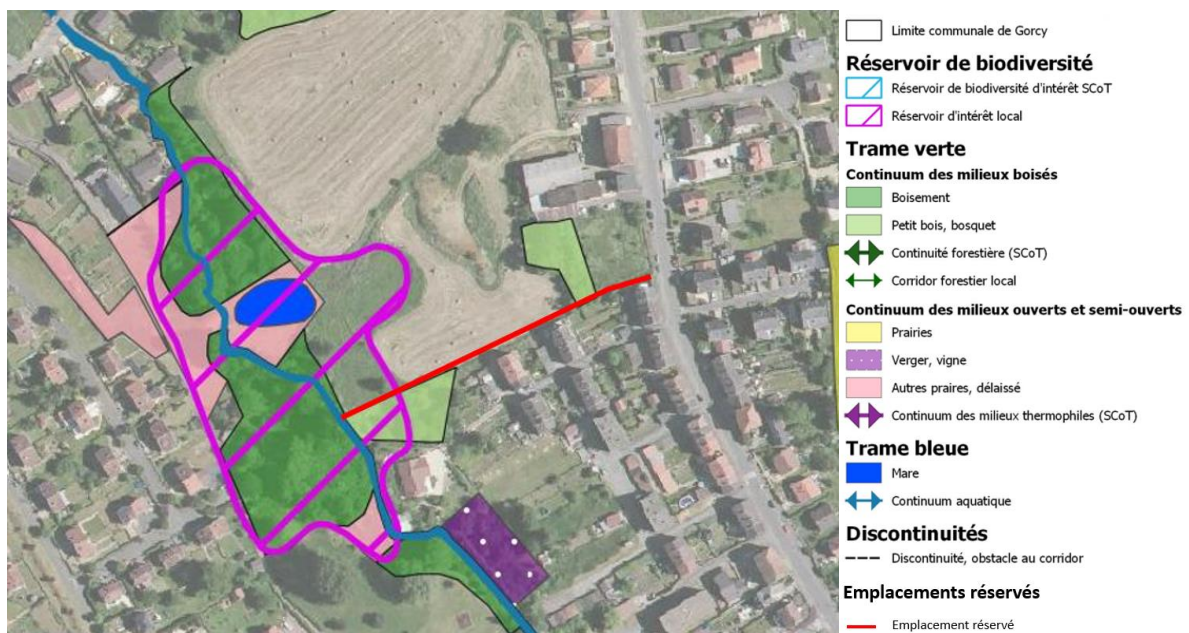 Limite communale de Gorcy
Réservoir de biodiversité
Réservoir de biodiversité d'intérêt SCoT
Réservoir d'intérêt local
Trame verte
Continuum des milieux boisés
Boisement
Petit bois, bosquet
Continuité forestière (SCoT)
Corridor forestier local
Continuum des milieux ouverts et semi-ouverts
Prairies
Verger, vigne
Autres praires, délaissé
Continuum des milieux thermophiles (SCoT)
Trame bleue
Mare
Continuum aquatique
Discontinuités
Discontinuité, obstacle au corridor
Emplacements réservés
Emplacement réservé